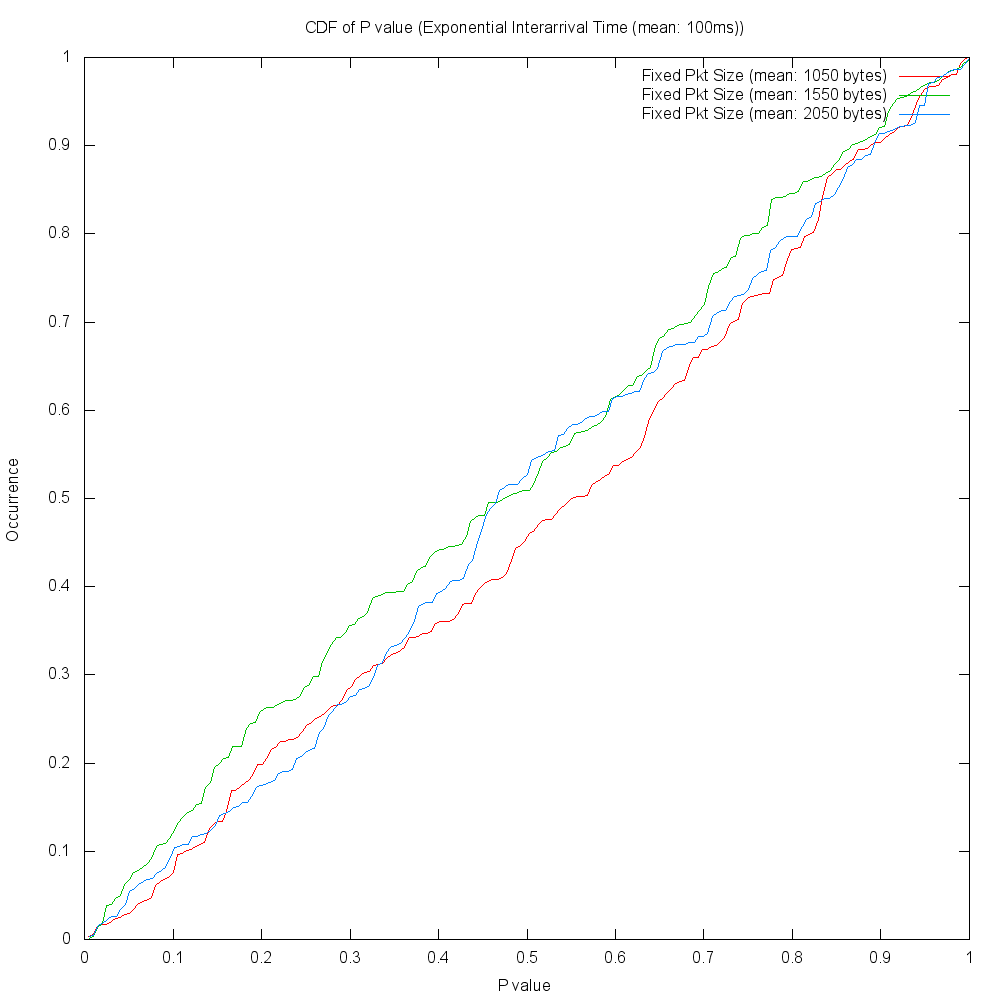 CDF of P value (Exponential Interarrival Time (mean: 100ms))
Fixed Pkt Size (mean: 1050 bytes)
Fixed Pkt Size (mean: 1550 bytes)
Fixed Pkt Size (mean: 2050 bytes)
1
0.9
0.8
0.7
0.6
0.5
0.4
0.3
0.2
0.1
0
Occurrence
0 0.1 0.2 0.3 0.4 0.5 0.6 0.7 0.8 0.9 1
P value